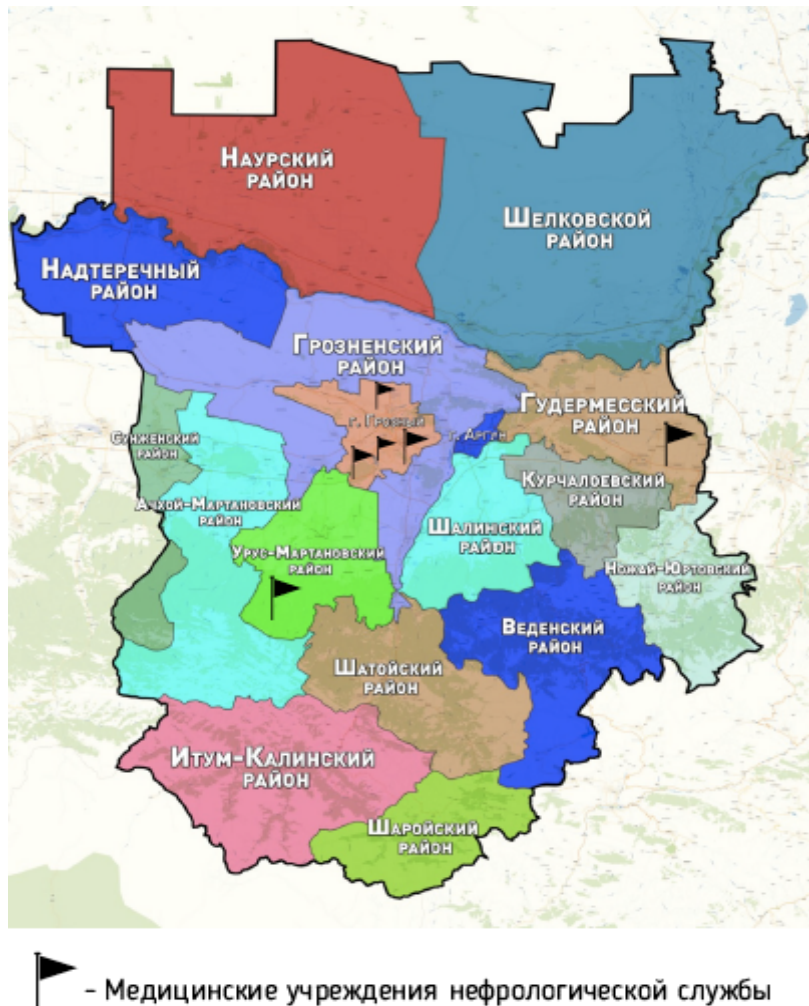 Наурский
район
Шелковской
район
Надтеречный
район
Грозненский
район
г. Грозный
г. Аргун
Гудермесский
район
Сунженский
район
Курчалоевский
район
Ачхой-Мартановский
район
Шалинский
район
Урус-Мартановский
район
Ножай-Юртовский
район
Веденский
район
Шатойский
район
Итум-Калинский
район
Шаройский
район
- Медицинские учреждения нефрологической службы